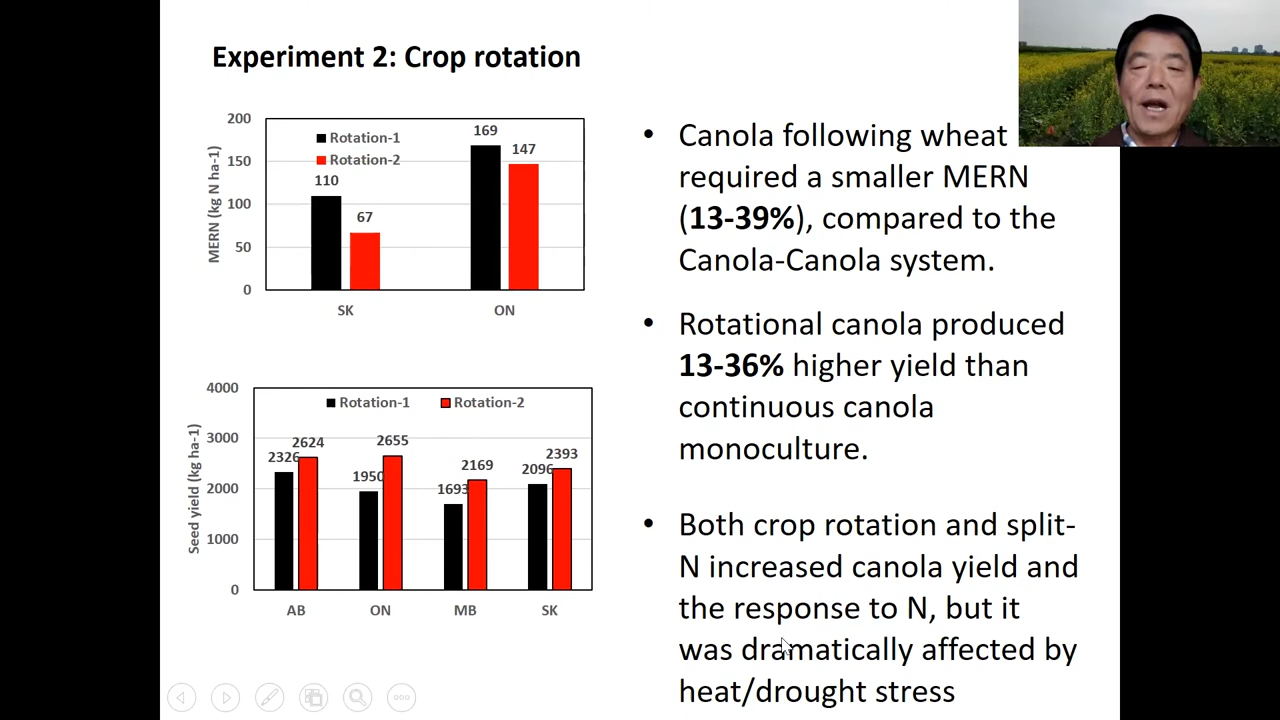 Experiment 2: Crop rotation
MERN (kg N ha-1)
200
150
100
50
0
Rotation-1
Rotation-2
110
67
169
147
SK
ON
Seed yield (kg ha-1)
4000
3000
2000
1000
0
Rotation-1
Rotation-2
2326
2624
1950
2655
1693
2169
2096
2393
AB
ON
MB
SK
• Canola following wheat
required a smaller MERN
(13-39%), compared to the
Canola-Canola system.
• Rotational canola produced
13-36% higher yield than
continuous canola
monoculture.
• Both crop rotation and split-
N increased canola yield and
the response to N, but it
was dramatically affected by
heat/drought stress